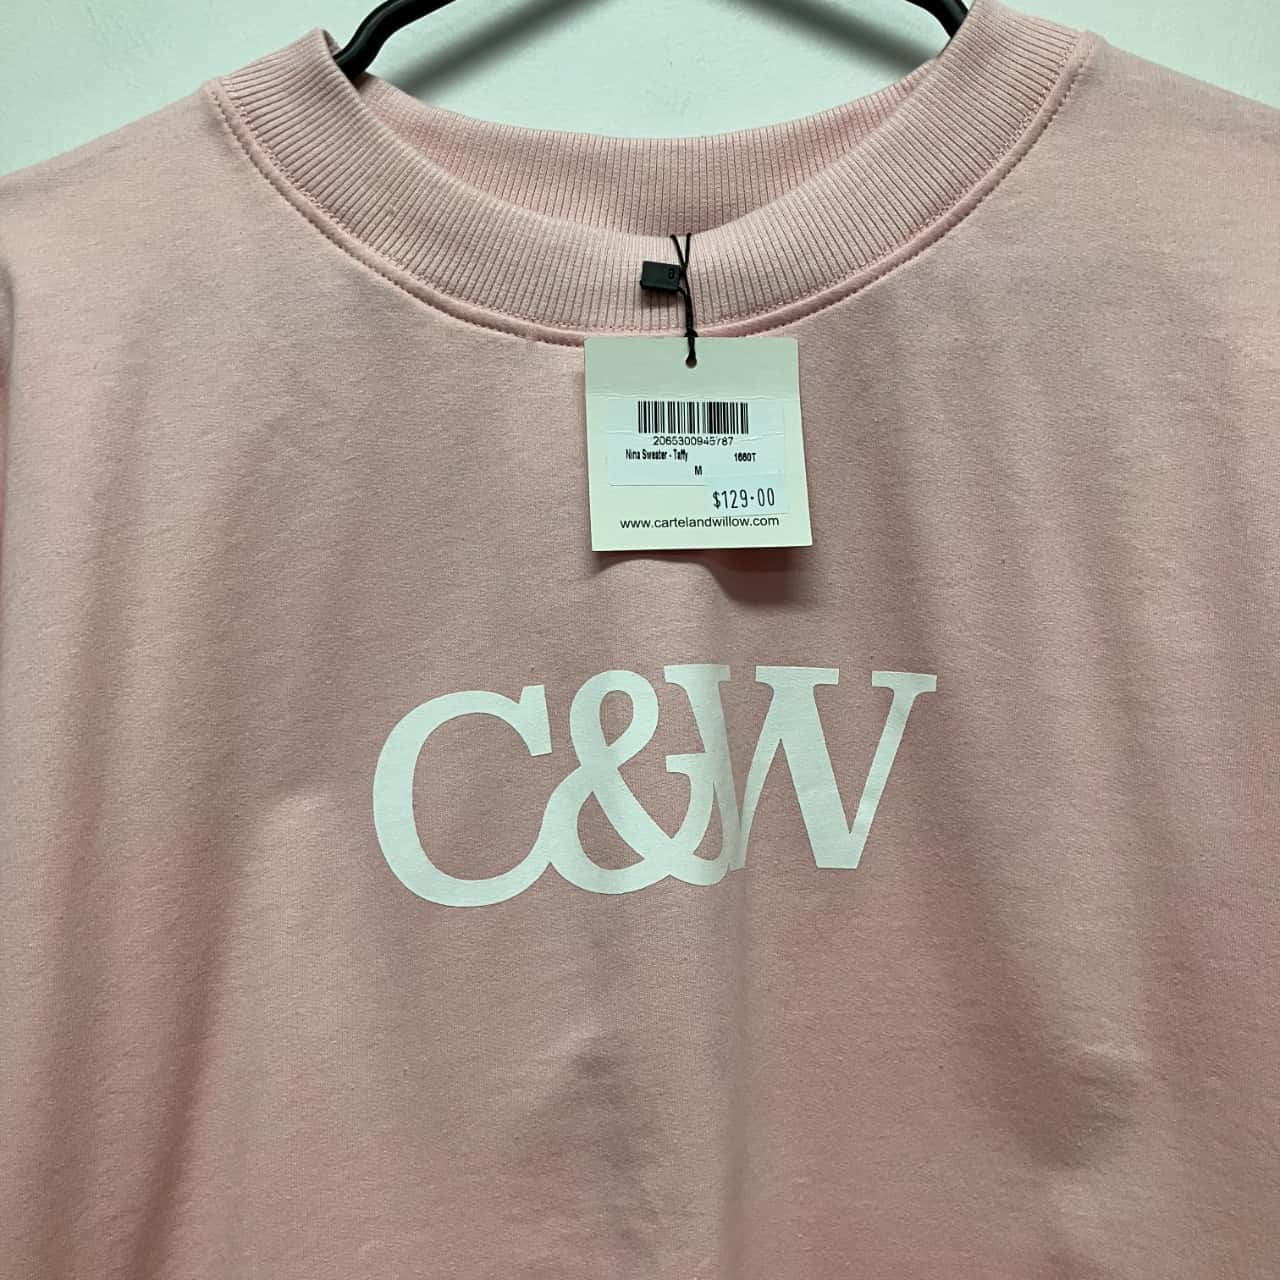 2065300945787
Nina Sweater - Taffy 1660T
M
$129.00
www.cartelandwillow.com
C&W